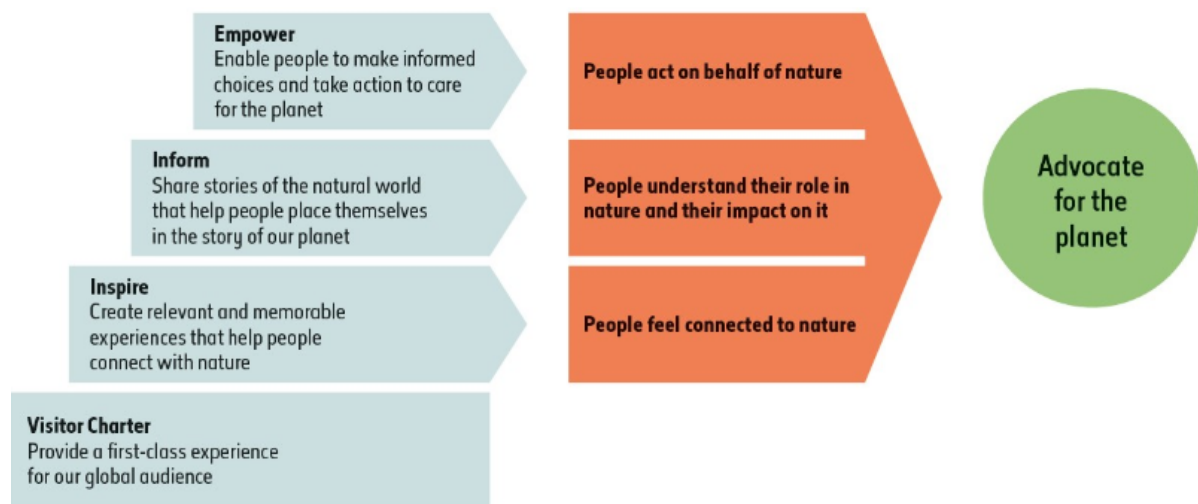 Empower
Enable people to make informed
choices and take action to care
for the planet
People act on behalf of nature
Inform
Share stories of the natural world
that help people place themselves
in the story of our planet
People understand their role in
nature and their impact on it
Inspire
Create relevant and memorable
experiences that help people
connect with nature
People feel connected to nature
Visitor Charter
Provide a first-class experience
for our global audience
Advocate
for the
planet